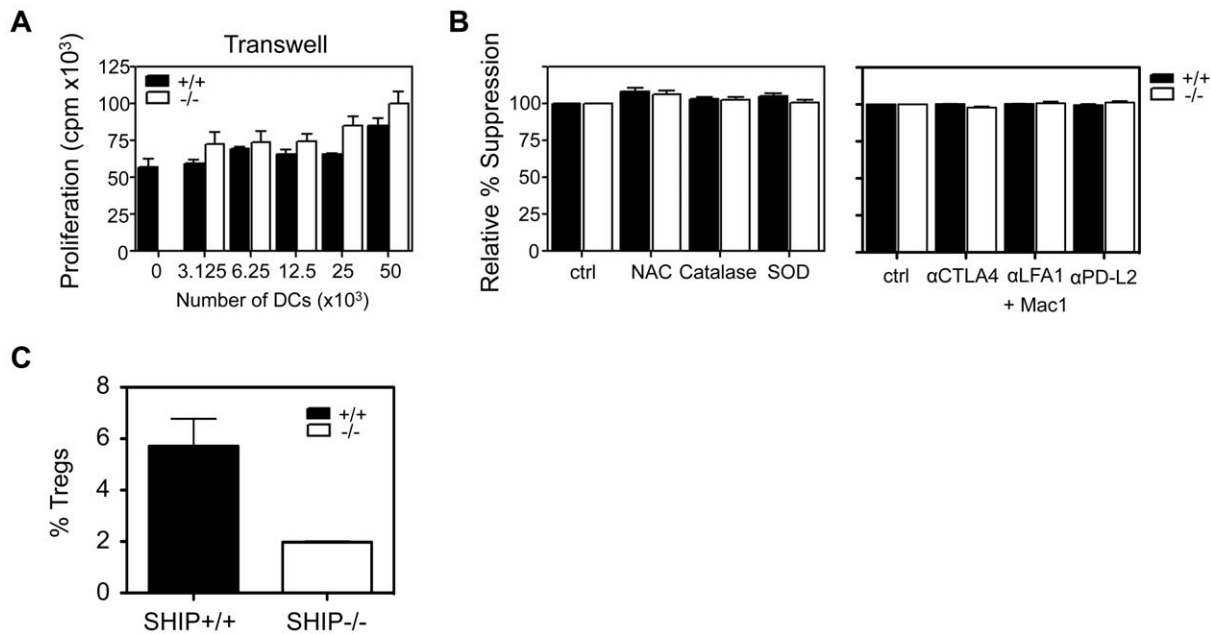 A
Transwell
Proliferation (cpm x10³)
125
100
75
50
25
0
+/+
-/-
0 3.125 6.25 12.5 25 50
Number of DCs (x10³)
B
Relative % Suppression
100
75
50
25
ctrl NAC Catalase SOD
ctrl αCTLA4 αLFA1 αPD-L2
+ Mac1
+/+
-/-
C
% Tregs
8
6
4
2
0
+/+
-/-
SHIP+/+ SHIP-/-